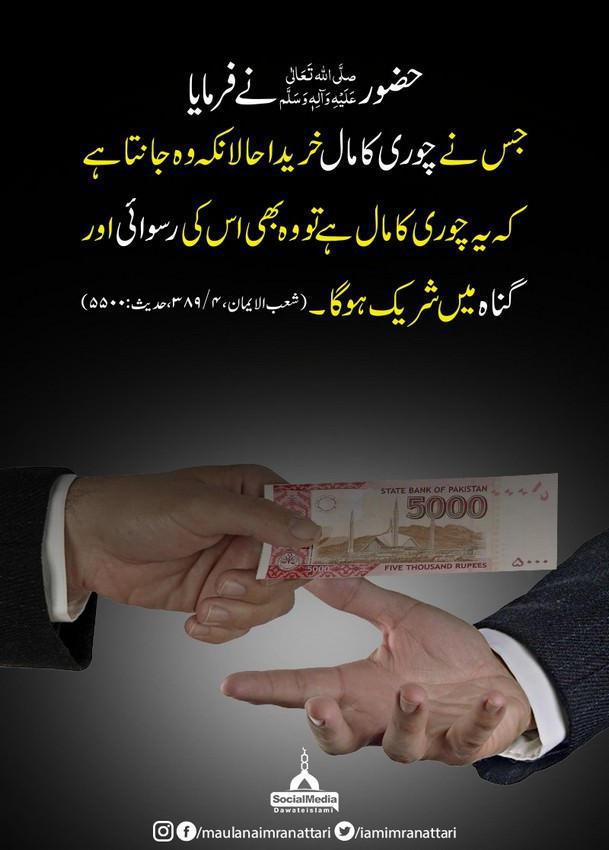 حضور صلَّی اللہ تَعَالٰی عَلَیْہِ وَاٰلِہٖ وَسَلَّم نے فرمایا
جس نے چوری کا مال خریدا حالانکہ وہ جانتا ہے
کہ یہ چوری کا مال ہے تو وہ بھی اس کی رسوائی اور
گناہ میں شریک ہوگا۔ (شعب الایمان، ۴/ ۳۸۹، حدیث: ۵۵۰۰)
STATE BANK OF PAKISTAN
5000
5000
FIVE THOUSAND RUPEES
۵۰۰۰
SocialMedia
Dawateislami
/maulanaimranattari /iamimranattari